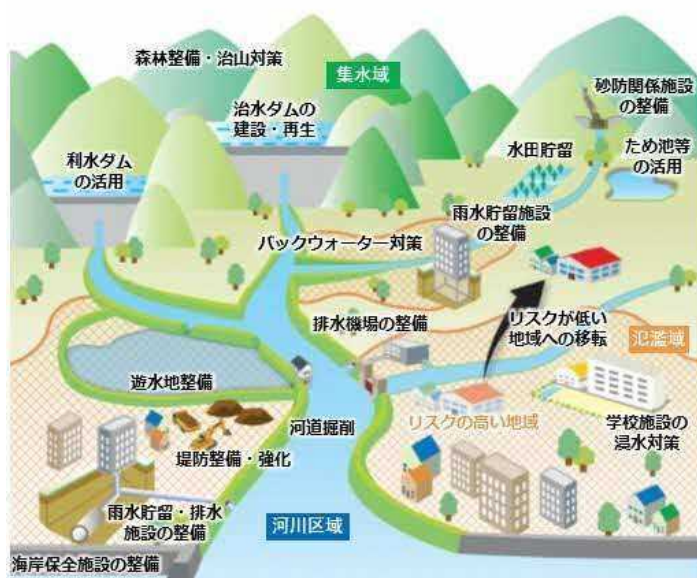 森林整備・治山対策
集水域
砂防関係施設
の整備
治水ダムの
建設・再生
利水ダム
の活用
水田貯留
ため池等
の活用
雨水貯留施設
の整備
バックウォーター対策
排水機場の整備
リスクが低い
地域への移転
氾濫域
遊水地整備
リスクの高い地域
学校施設の
浸水対策
河道掘削
堤防整備・強化
雨水貯留・排水
施設の整備
河川区域
海岸保全施設の整備